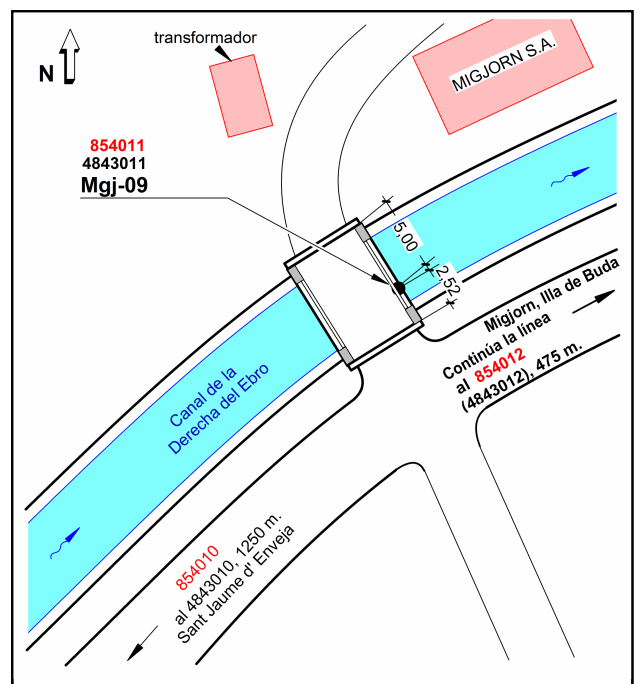 transformador
MIGJORN S.A.
N
854011
4843011
Mgj-09
5,00
2,52
Migjorn, Illa de Buda
Continúa la línea
al 854012
(4843012), 475 m.
Canal de la
Derecha del Ebro
854010
al 4843010, 1250 m.
Sant Jaume d' Enveja